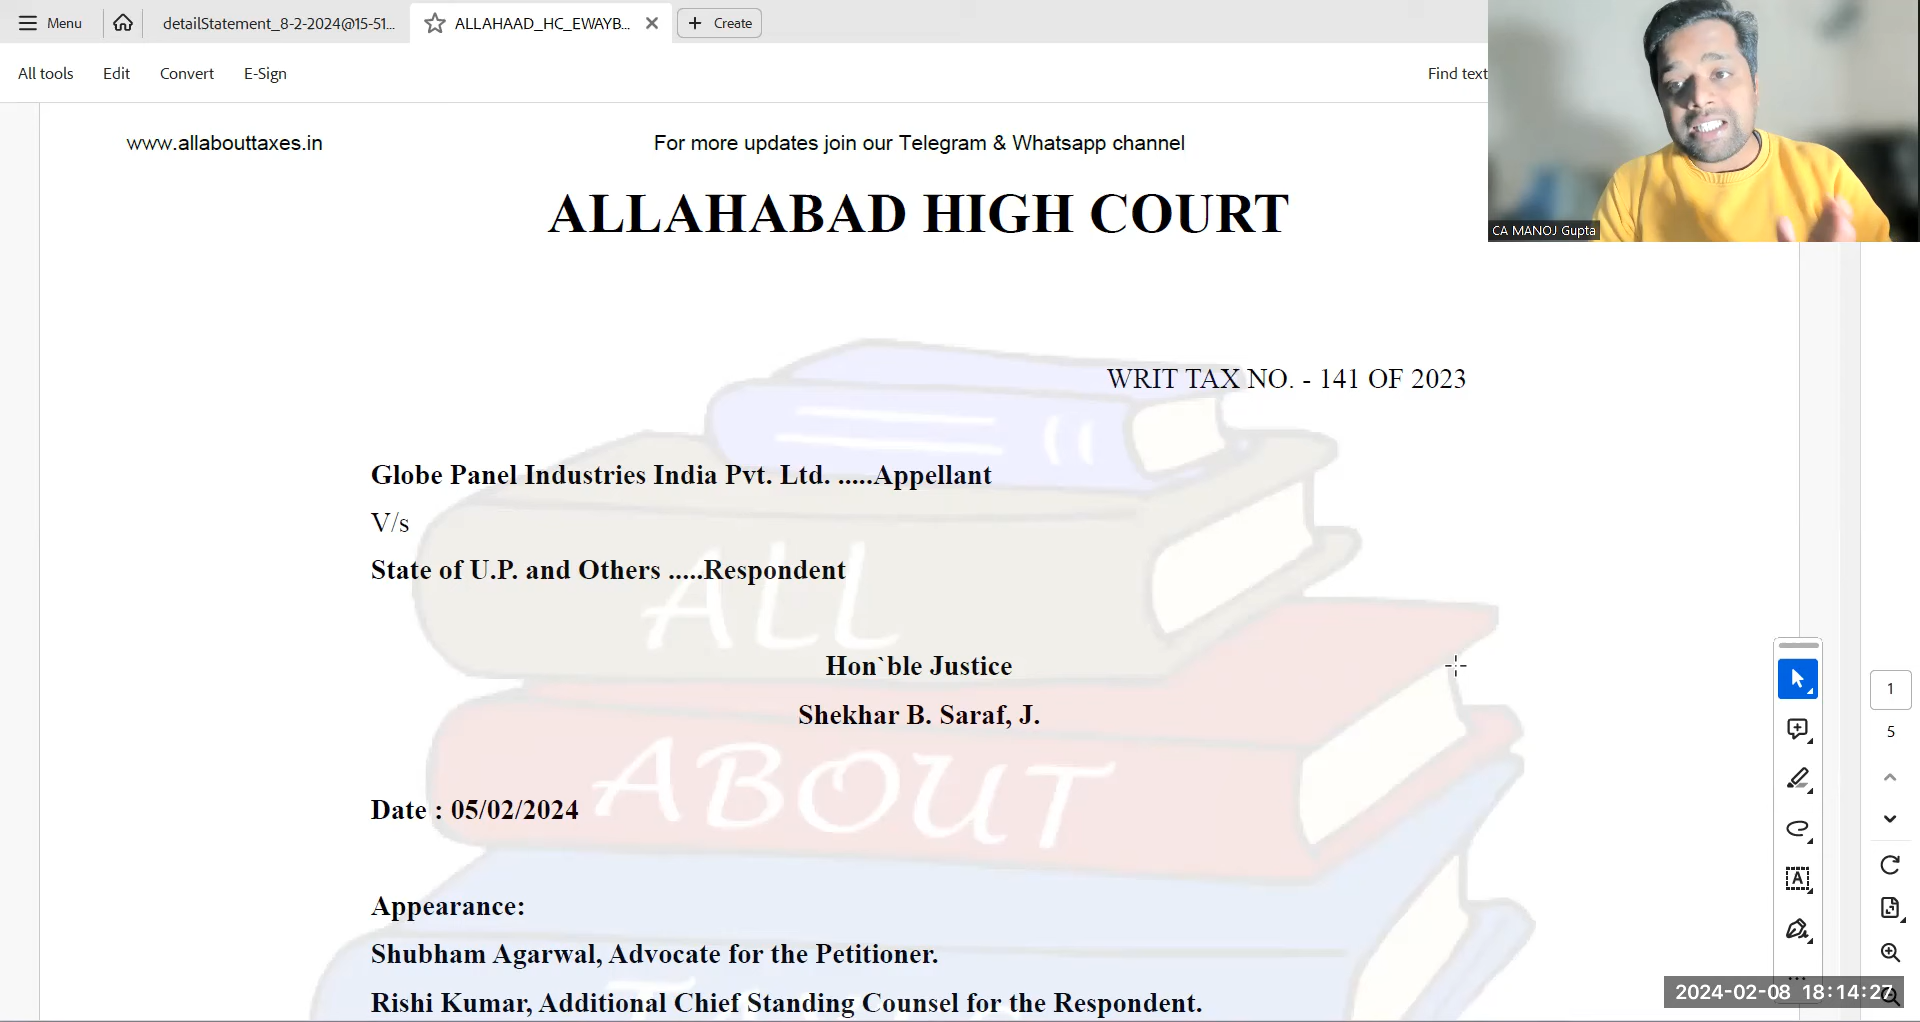 Menu
detailStatement_8-2-2024@15-51...
ALLAHAAD_HC_EWAYB...
Create
All tools
Edit
Convert
E-Sign
Find text
CA MANOJ Gupta
www.allabouttaxes.in
For more updates join our Telegram & Whatsapp channel
ALLAHABAD HIGH COURT
WRIT TAX NO. - 141 OF 2023
Globe Panel Industries India Pvt. Ltd. .....Appellant
V/s
State of U.P. and Others .....Respondent
ALL
Hon`ble Justice
Shekhar B. Saraf, J.
ABOUT
Date : 05/02/2024
Appearance:
Shubham Agarwal, Advocate for the Petitioner.
Rishi Kumar, Additional Chief Standing Counsel for the Respondent.
1
5
2024-02-08 18:14:27